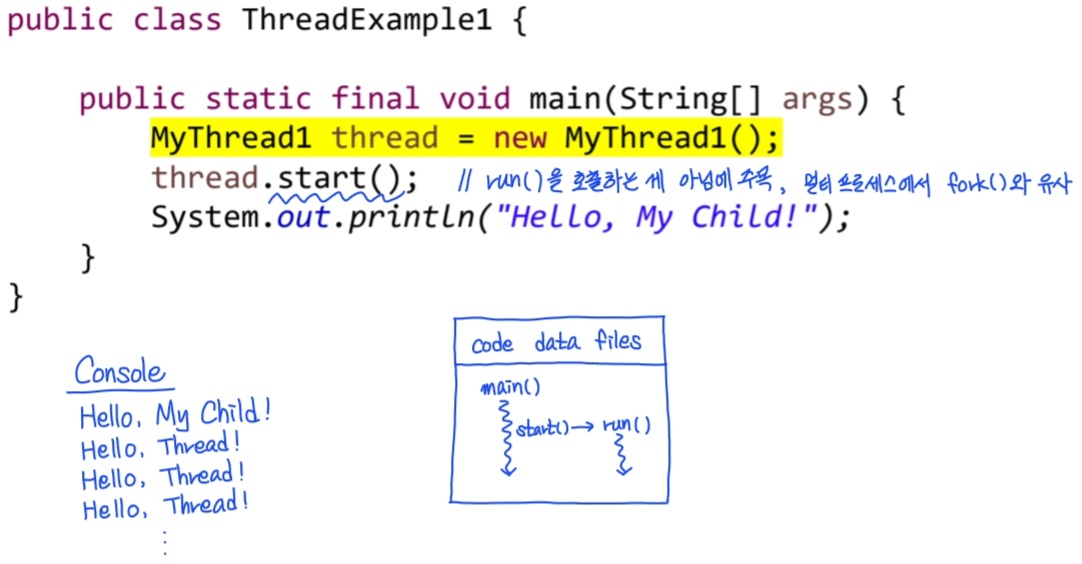 public class ThreadExample1 {
public static final void main(String[] args) {
MyThread1 thread = new MyThread1();
thread.start(); // run()을 호출하는 게 아님에 주목, 멀티 프로세스에서 fork()와 유사
System.out.println("Hello, My Child!");
}
}
Console
Hello, My Child!
Hello, Thread!
Hello, Thread!
Hello, Thread!
⋮
code data files
main()
start()→ run()